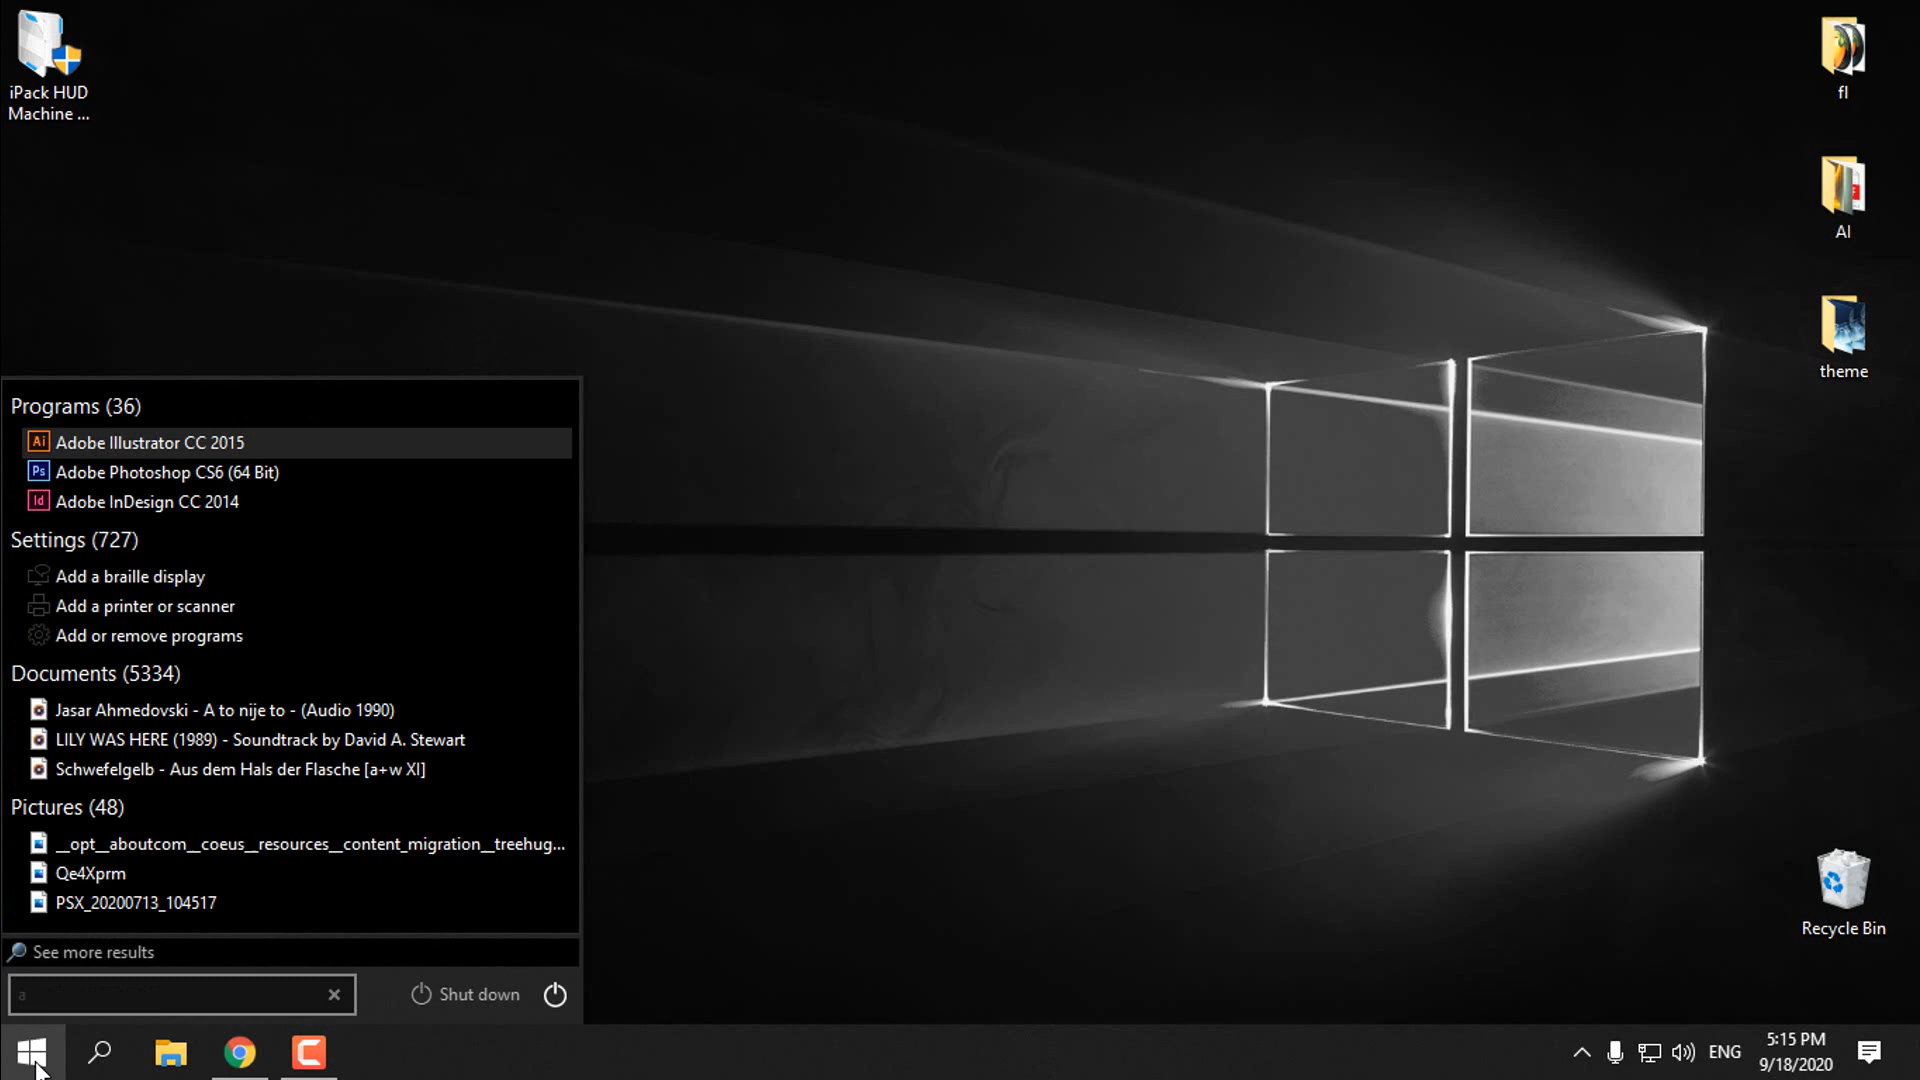 iPack HUD
Machine ...
fl
AI
theme
Programs (36)
Ai Adobe Illustrator CC 2015
Ps Adobe Photoshop CS6 (64 Bit)
Id Adobe InDesign CC 2014
Settings (727)
Add a braille display
Add a printer or scanner
Add or remove programs
Documents (5334)
Jasar Ahmedovski - A to nije to - (Audio 1990)
LILY WAS HERE (1989) - Soundtrack by David A. Stewart
Schwefelgelb - Aus dem Hals der Flasche [a+w XI]
Pictures (48)
__opt__aboutcom__coeus__resources__content_migration__treehug...
Qe4Xprm
PSX_20200713_104517
Recycle Bin
See more results
a
Shut down
ENG
5:15 PM
9/18/2020